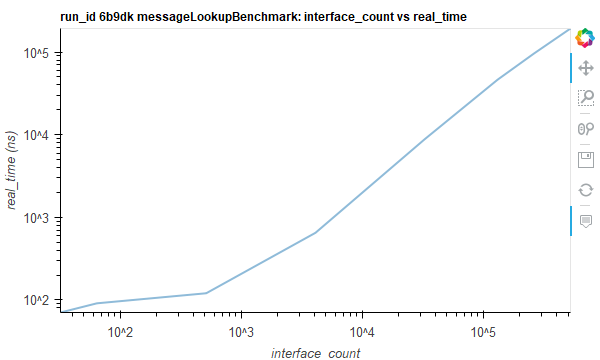 run_id 6b9dk messageLookupBenchmark: interface_count vs real_time
10^5
10^4
10^3
10^2
real_time (ns)
10^2 10^3 10^4 10^5
interface_count